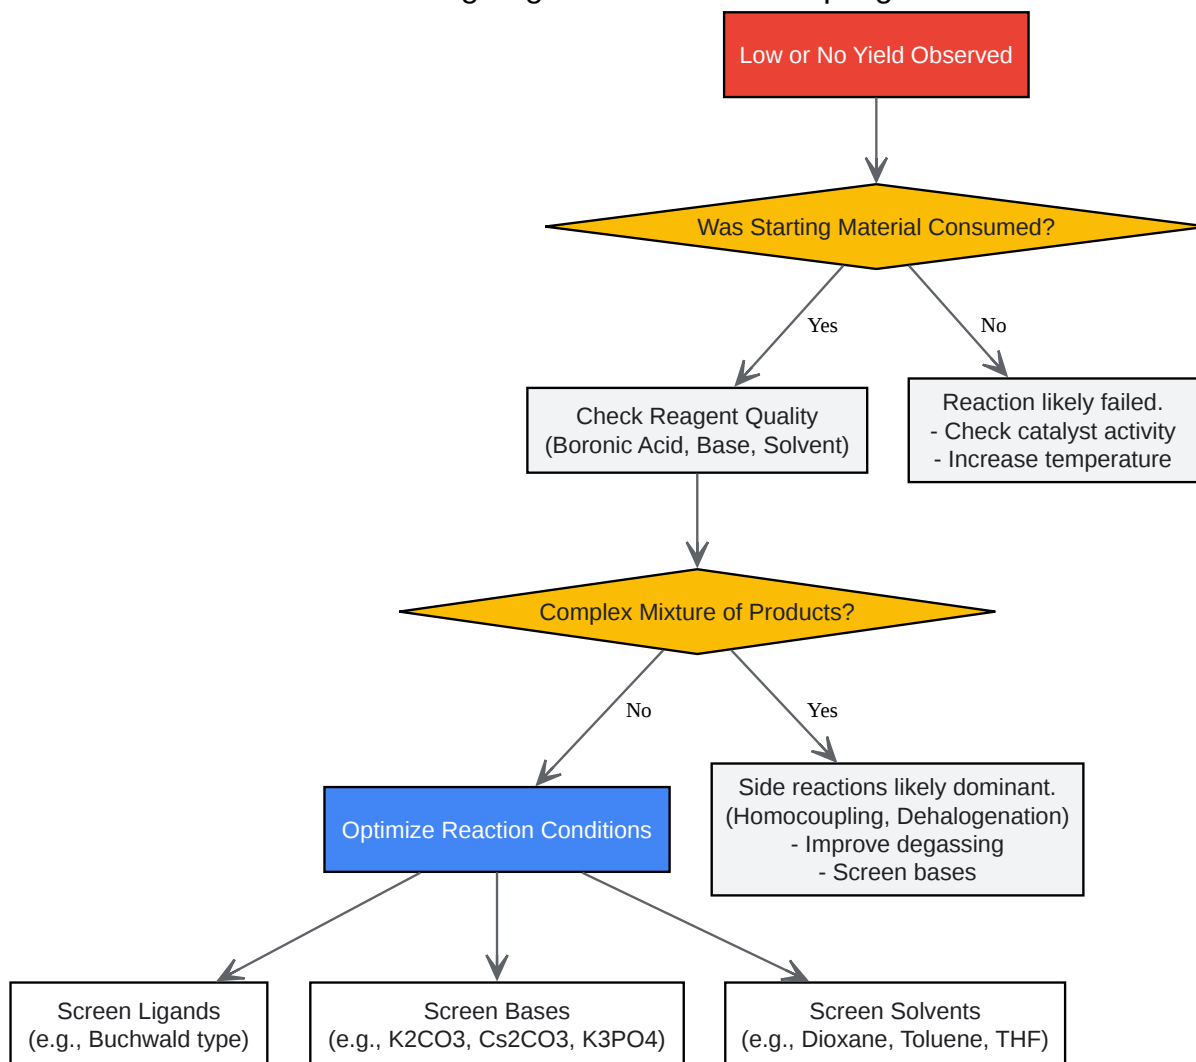 Low or No Yield Observed
Was Starting Material Consumed?
Yes
No
Check Reagent Quality
(Boronic Acid, Base, Solvent)
Reaction likely failed.
- Check catalyst activity
- Increase temperature
Complex Mixture of Products?
No
Yes
Optimize Reaction Conditions
Side reactions likely dominant.
(Homocoupling, Dehalogenation)
- Improve degassing
- Screen bases
Screen Ligands
(e.g., Buchwald type)
Screen Bases
(e.g., K2CO3, Cs2CO3, K3PO4)
Screen Solvents
(e.g., Dioxane, Toluene, THF)